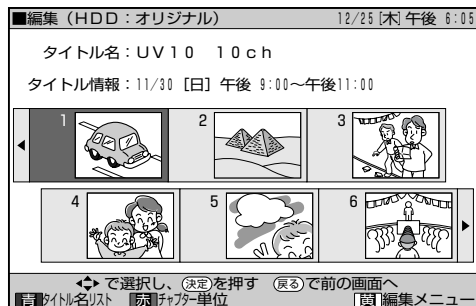 ■編集(HDD:オリジナル) 12/25[木]午後 6:05
タイトル名:UV10 10ch
タイトル情報:11/30 [日] 午後 9:00~午後11:00
1 2 3
4 5 6
で選択し、決定を押す 戻るで前の画面へ
青 タイトル名リスト 赤 チャプター単位 編集メニュー